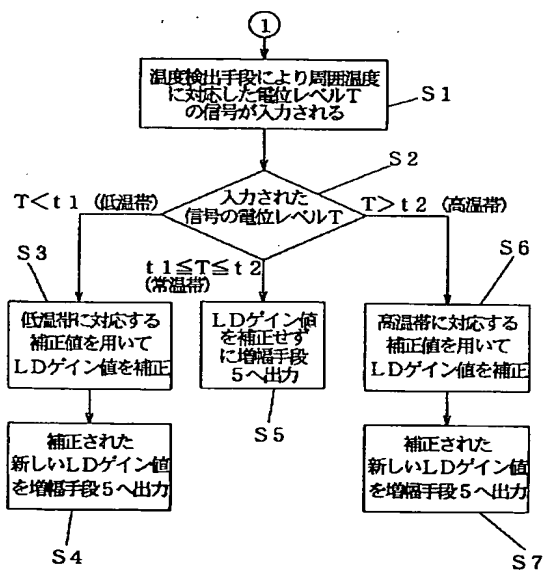 1
温度検出手段により周囲温度
に対応した電位レベルT
の信号が入力される
S1
S2
入力された
信号の電位レベルT
T<t1 (低温帯)
T>t2 (高温帯)
t1≦T≦t2
(常温帯)
S3
低温帯に対応する
補正値を用いて
LDゲイン値を補正
LDゲイン値
を補正せず
に増幅手段
5へ出力
S5
S6
高温帯に対応する
補正値を用いて
LDゲイン値を補正
補正された
新しいLDゲイン値
を増幅手段5へ出力
S4
補正された
新しいLDゲイン値
を増幅手段5へ出力
S7